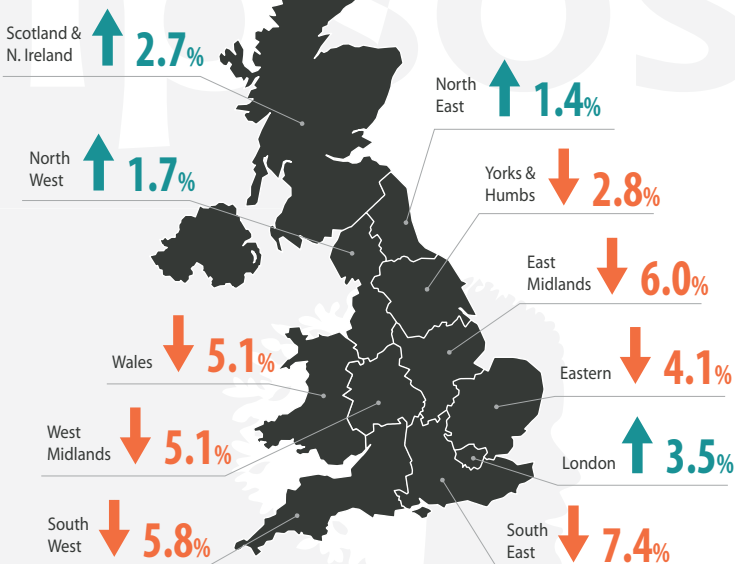 Scotland &
N. Ireland
2.7%
North
East
1.4%
North
West
1.7%
Yorks &
Humbs
2.8%
East
Midlands
6.0%
Wales
5.1%
Eastern
4.1%
West
Midlands
5.1%
London
3.5%
South
West
5.8%
South
East
7.4%